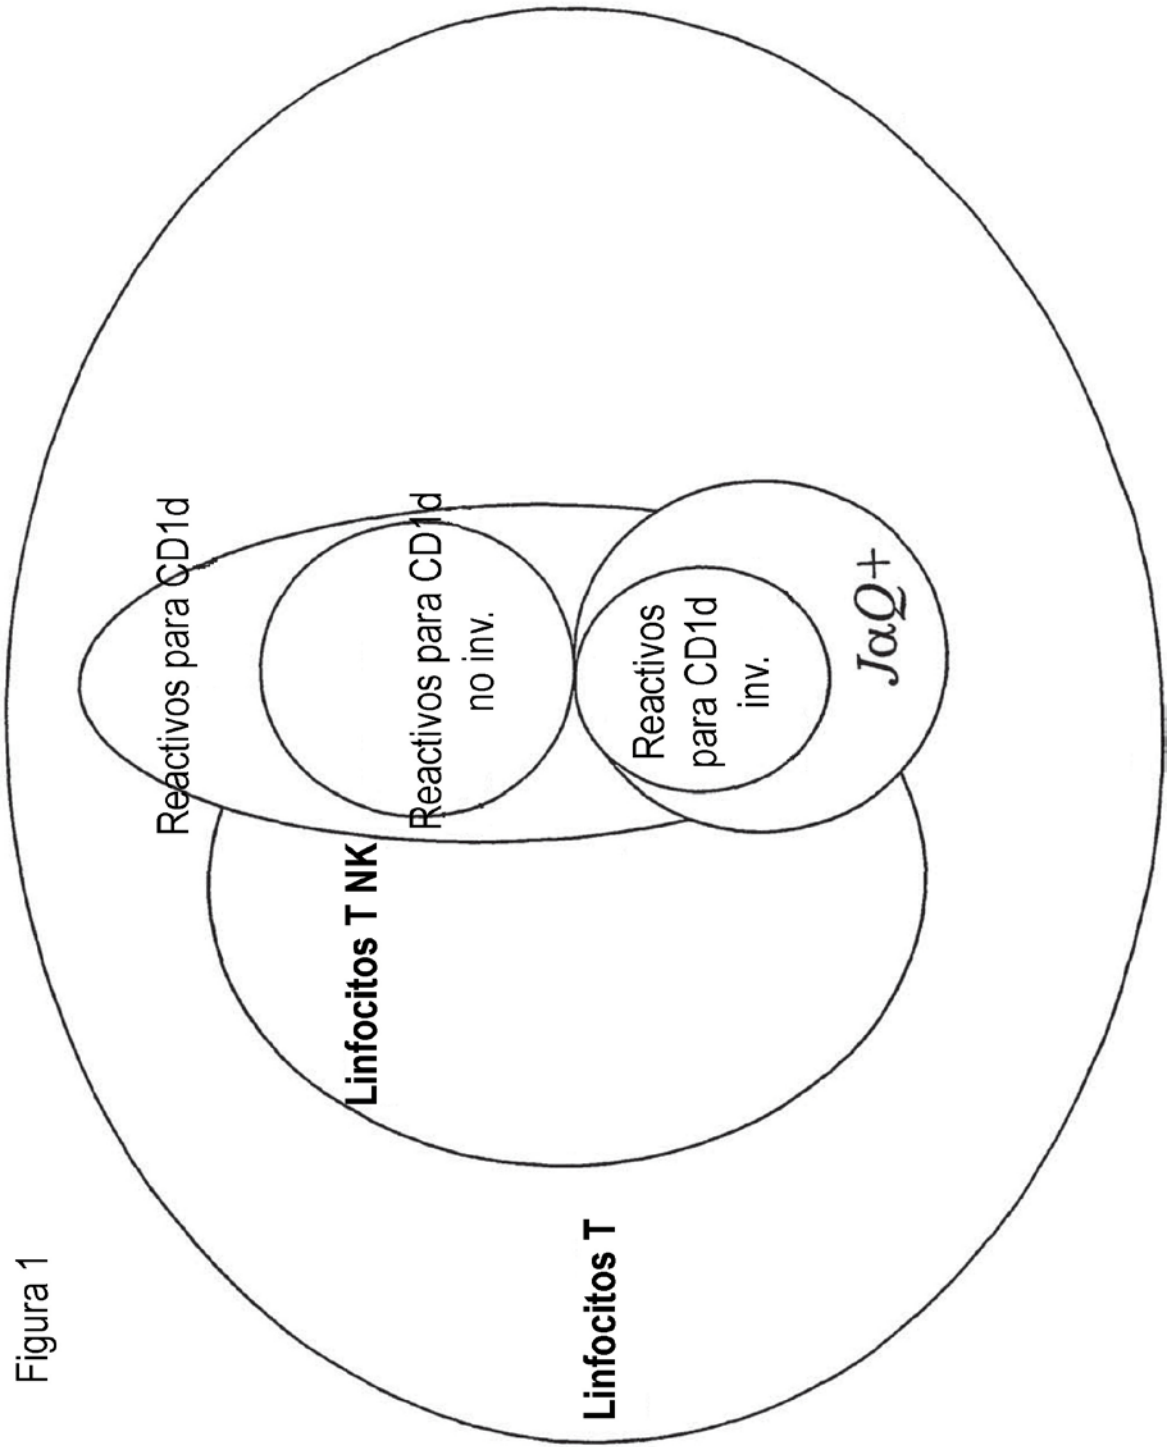 Figura 1
Linfocitos T
Linfocitos T NK
Reactivos para CD1d
Reactivos para CD1d
no inv.
Reactivos
para CD1d
inv.
JαQ+